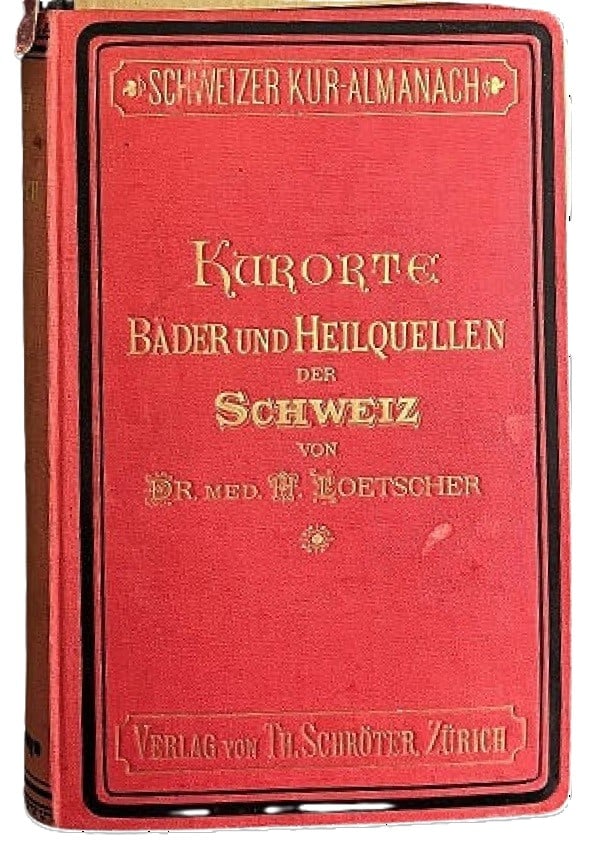 SCHWEIZER KUR-ALMANACH
KURORTE
BÄDER UND HEILQUELLEN
DER
SCHWEIZ
VON
DR. MED. H. LOETSCHER
VERLAG VON TH. SCHRÖTER, ZÜRICH